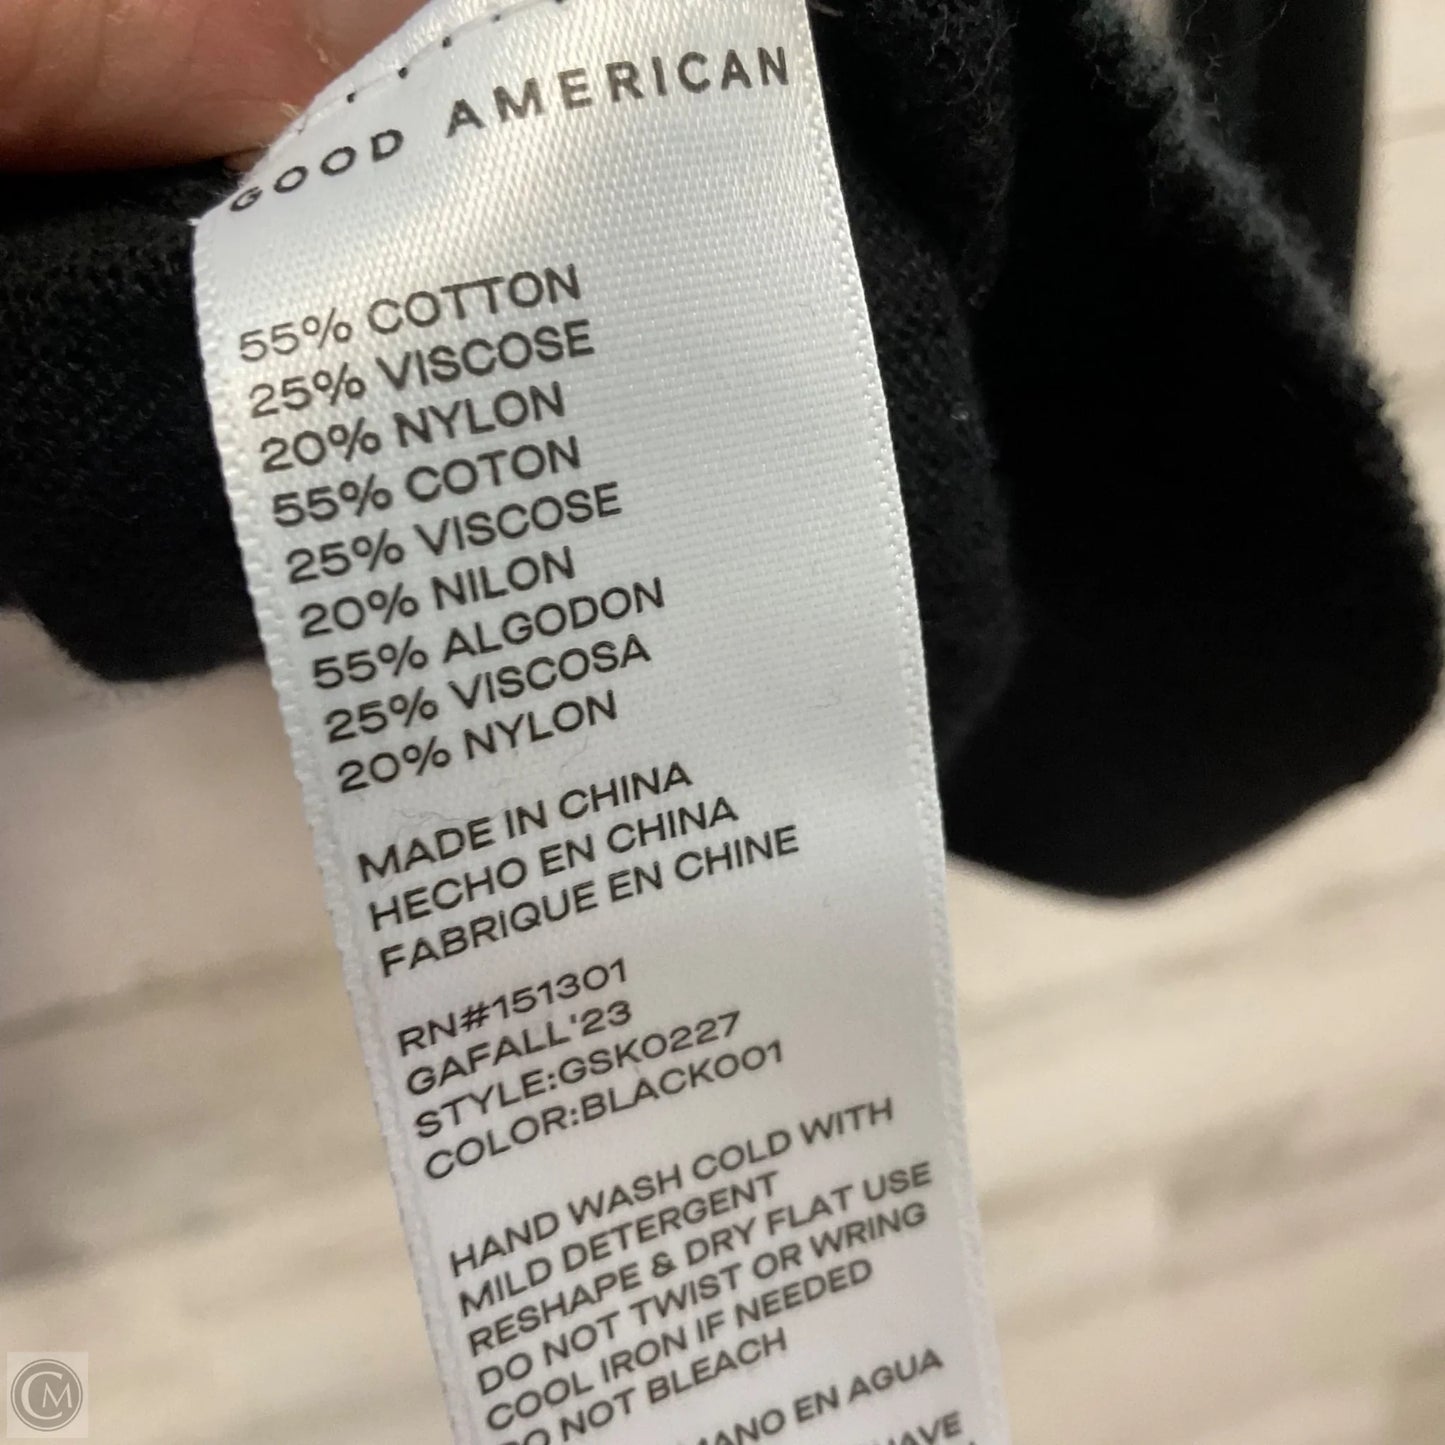 GOOD AMERICAN
55% COTTON
25% VISCOSE
20% NYLON
55% COTON
25% VISCOSE
20% NILON
55% ALGODON
25% VISCOSA
20% NYLON
MADE IN CHINA
HECHO EN CHINA
FABRIQUE EN CHINE
RN#151301
GAFALL'23
STYLE:GSK0227
COLOR:BLACK001
HAND WASH COLD WITH
MILD DETERGENT
RESHAPE & DRY FLAT USE
DO NOT TWIST OR WRING
COOL IRON IF NEEDED
DO NOT BLEACH
MANO EN AGUA
CM